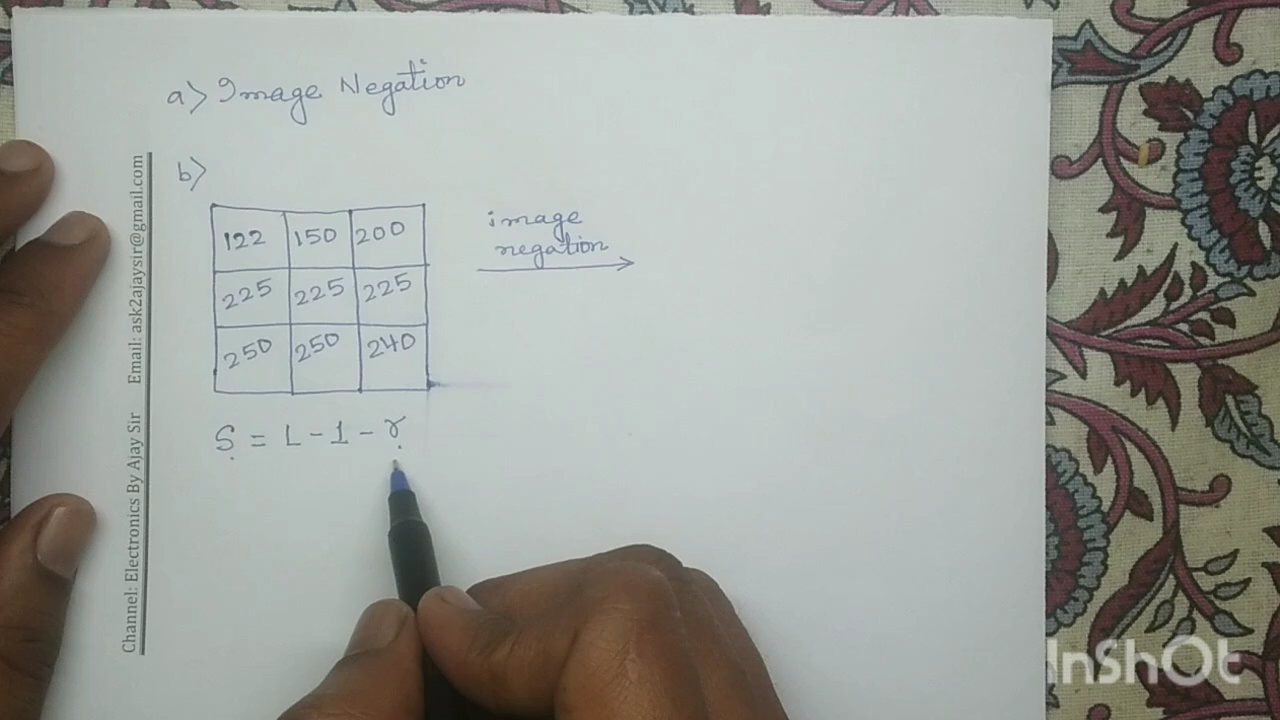 a> Image Negation
b>
122 150 200
225 225 225
250 250 240
image
negation
S = L - 1 - r
Channel: Electronics By Ajay Sir Email: ask2ajaysir@gmail.com
InShOt